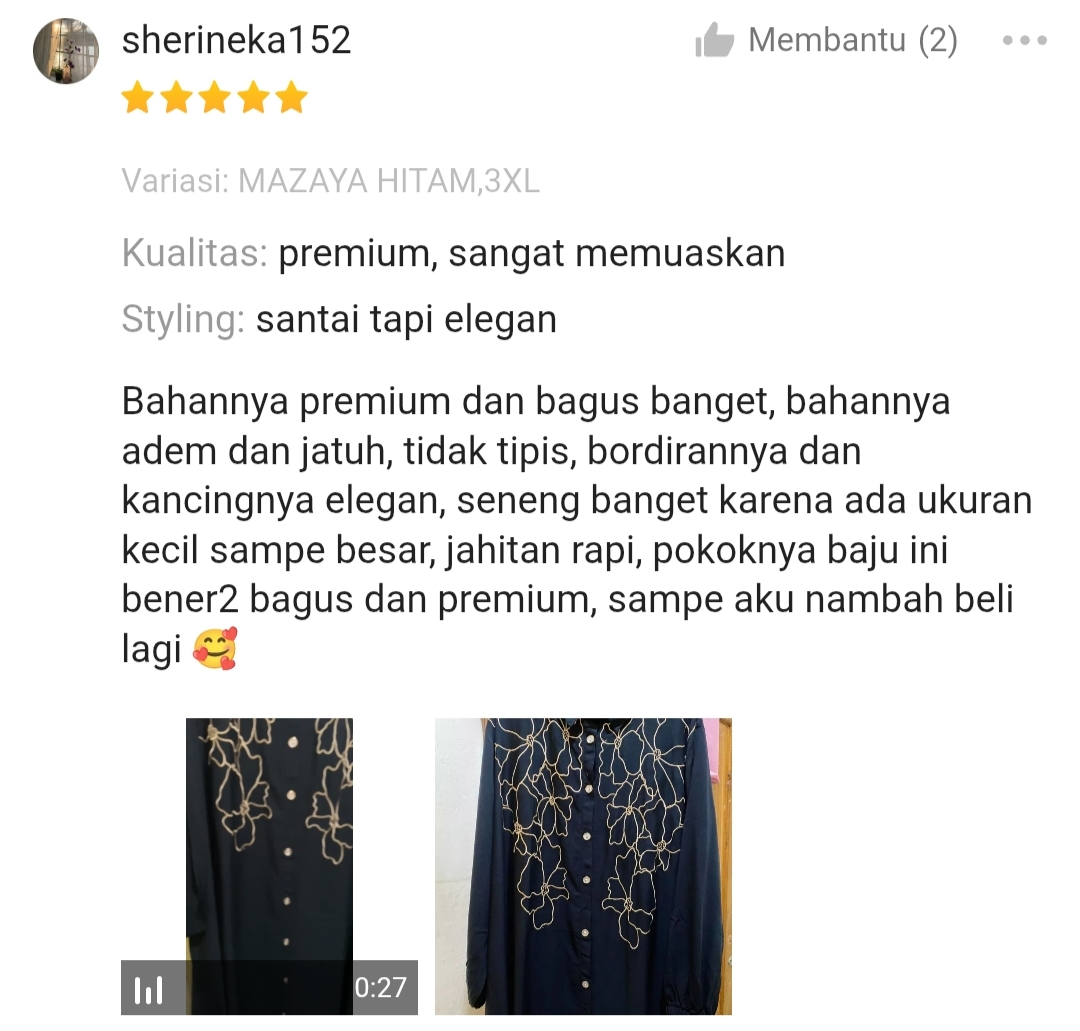 sherineka152
Membantu (2)
Variasi: MAZAYA HITAM,3XL
Kualitas: premium, sangat memuaskan
Styling: santai tapi elegan
Bahannya premium dan bagus banget, bahannya
adem dan jatuh, tidak tipis, bordirannya dan
kancingnya elegan, seneng banget karena ada ukuran
kecil sampe besar, jahitan rapi, pokoknya baju ini
bener2 bagus dan premium, sampe aku nambah beli
lagi 🥰
0:27